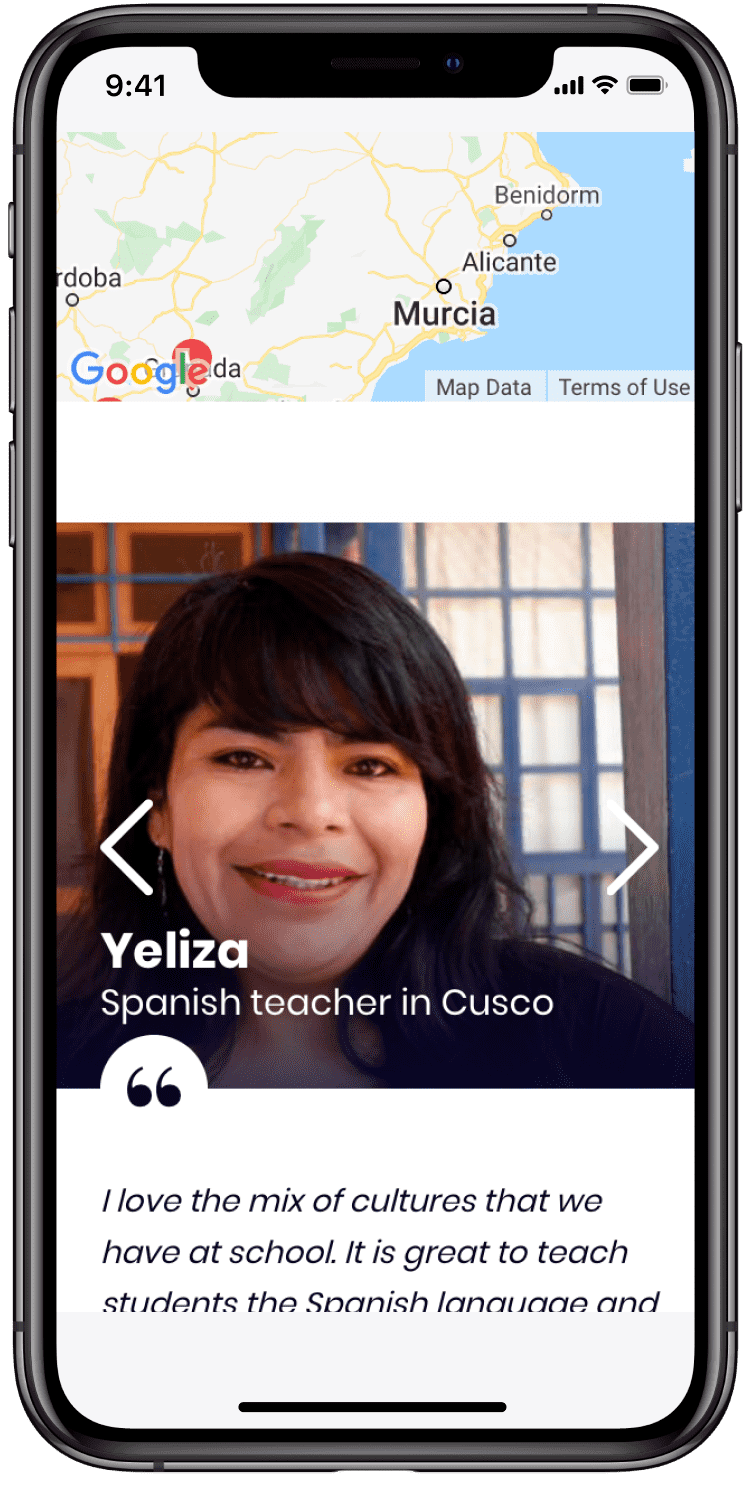 9:41
Benidorm
Alicante
rdoba
Murcia
Google
da
Map Data
Terms of Use
Yeliza
Spanish teacher in Cusco
“
I love the mix of cultures that we
have at school. It is great to teach
students the Spanish language and